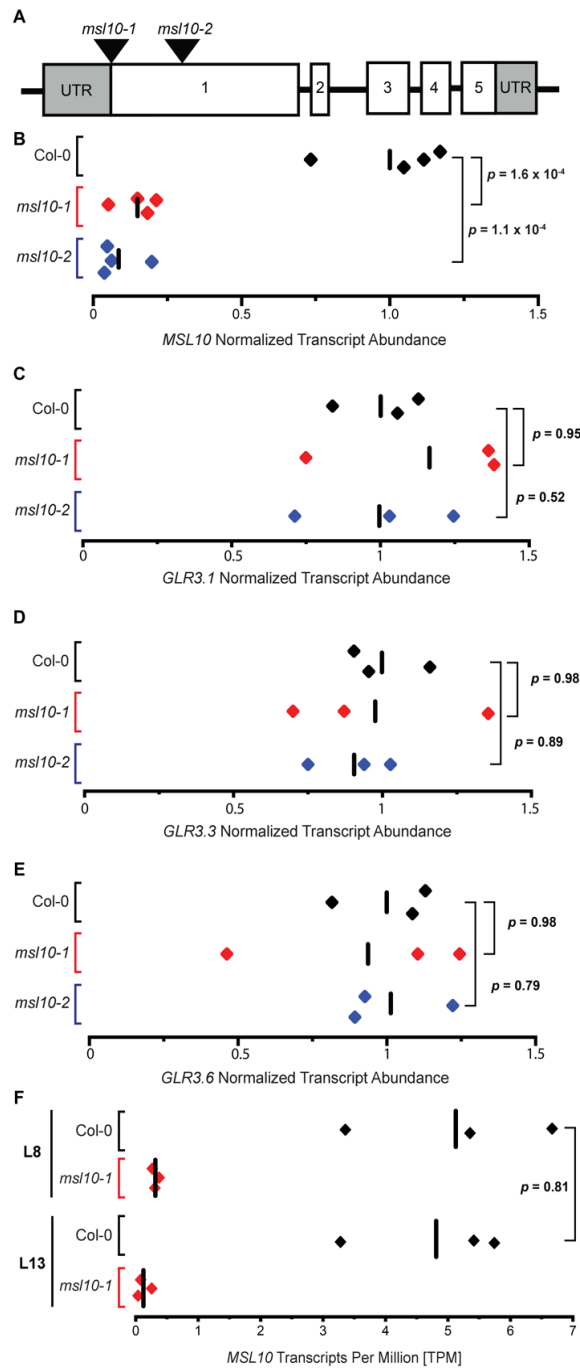 A
msl10-1 msl10-2
UTR 1 2 3 4 5 UTR
B
Col-0
p = 1.6 x 10-4
msl10-1
p = 1.1 x 10-4
msl10-2
0 0.5 1.0 1.5
MSL10 Normalized Transcript Abundance
C
Col-0
p = 0.95
msl10-1
p = 0.52
msl10-2
0 0.5 1 1.5
GLR3.1 Normalized Transcript Abundance
D
Col-0
p = 0.98
msl10-1
p = 0.89
msl10-2
0 0.5 1 1.5
GLR3.3 Normalized Transcript Abundance
E
Col-0
p = 0.98
msl10-1
p = 0.79
msl10-2
0 0.5 1 1.5
GLR3.6 Normalized Transcript Abundance
F
Col-0
L8
msl10-1
p = 0.81
Col-0
L13
msl10-1
0 1 2 3 4 5 6 7
MSL10 Transcripts Per Million [TPM]